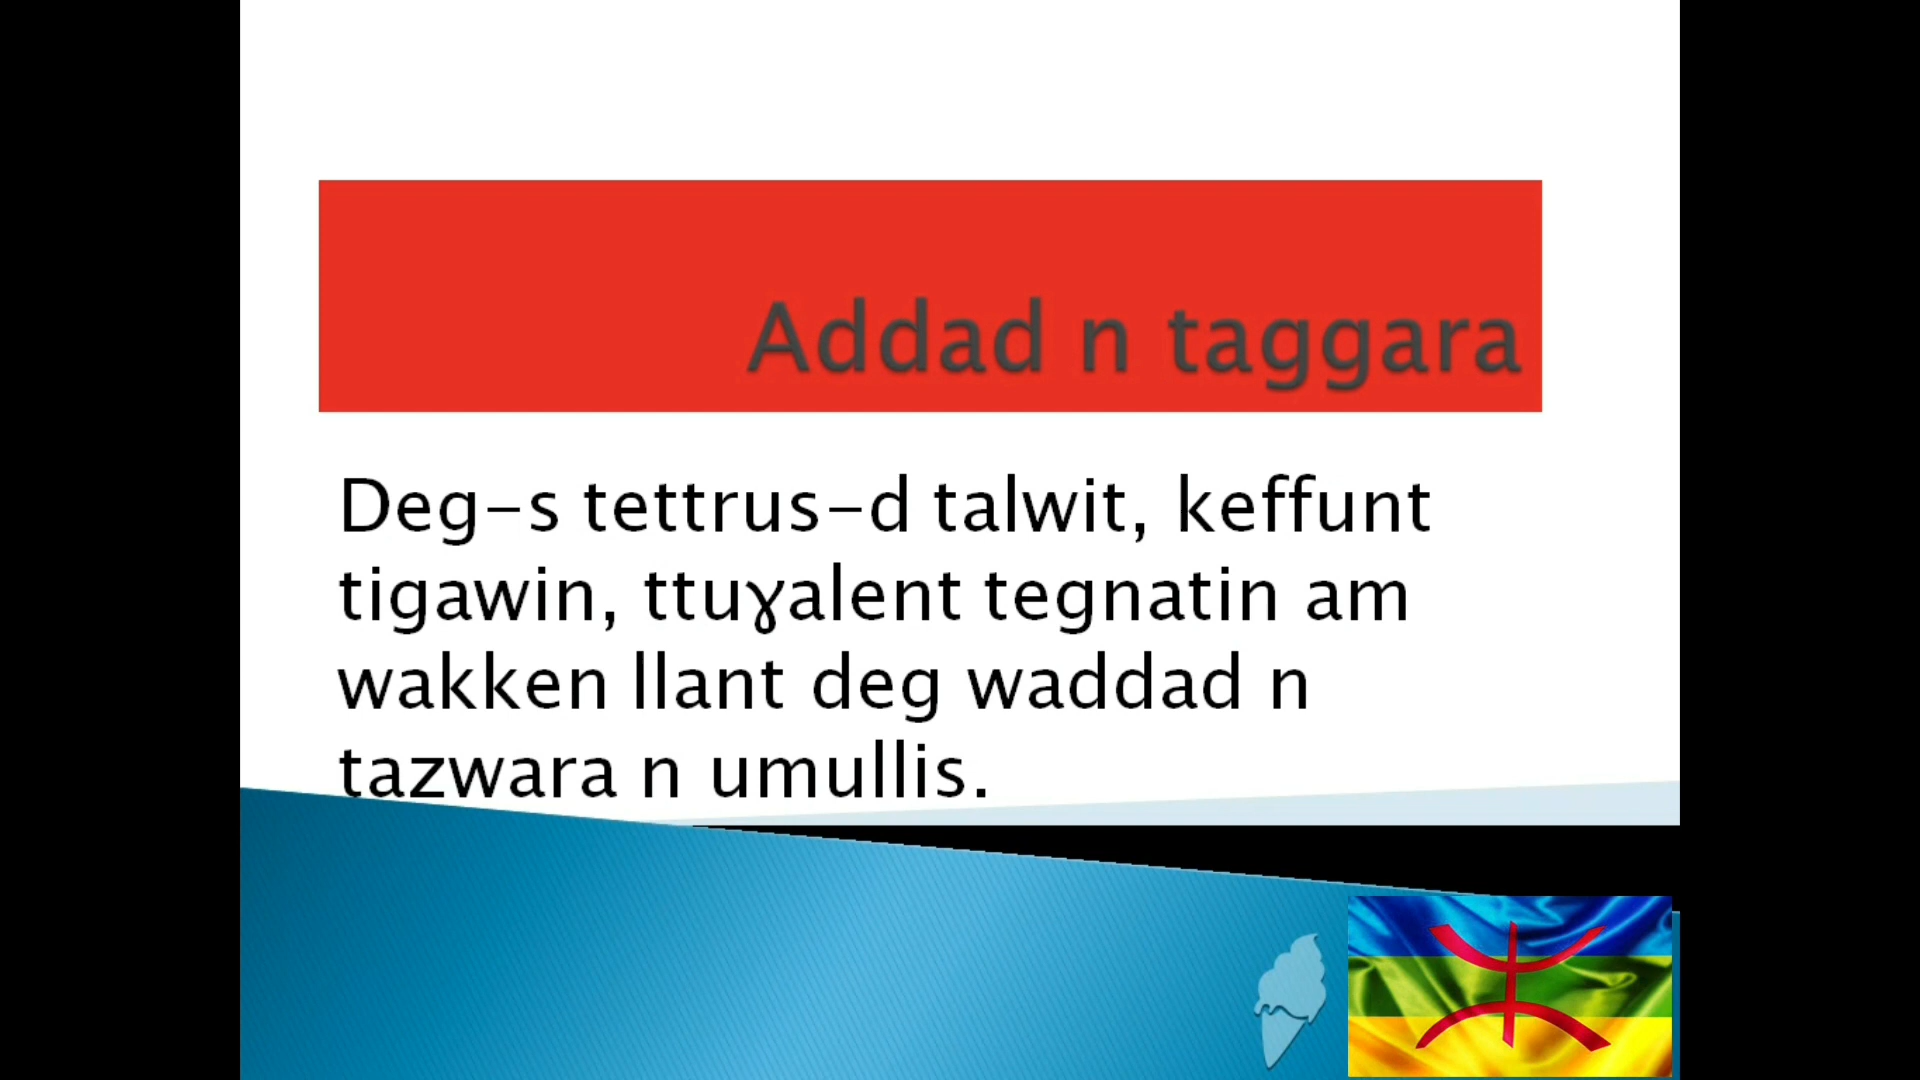 Addad n taggara
Deg-s tettrus-d talwit, keffunt
tigawin, ttuɣalent tegnatin am
wakken llant deg waddad n
tazwara n umullis.